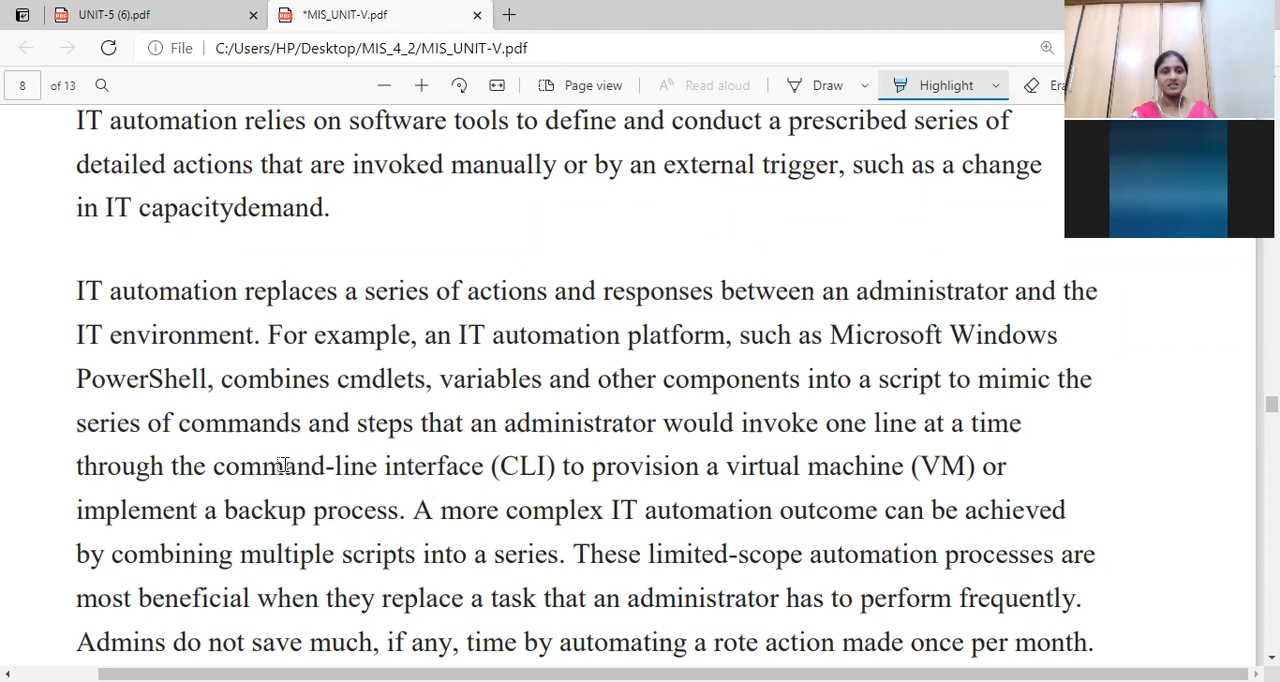 UNIT-5 (6).pdf
*MIS_UNIT-V.pdf
File
C:/Users/HP/Desktop/MIS_4_2/MIS_UNIT-V.pdf
8 of 13
Page view
Read aloud
Draw
Highlight
Era
IT automation relies on software tools to define and conduct a prescribed series of
detailed actions that are invoked manually or by an external trigger, such as a change
in IT capacitydemand.
IT automation replaces a series of actions and responses between an administrator and the
IT environment. For example, an IT automation platform, such as Microsoft Windows
PowerShell, combines cmdlets, variables and other components into a script to mimic the
series of commands and steps that an administrator would invoke one line at a time
through the command-line interface (CLI) to provision a virtual machine (VM) or
implement a backup process. A more complex IT automation outcome can be achieved
by combining multiple scripts into a series. These limited-scope automation processes are
most beneficial when they replace a task that an administrator has to perform frequently.
Admins do not save much, if any, time by automating a rote action made once per month.